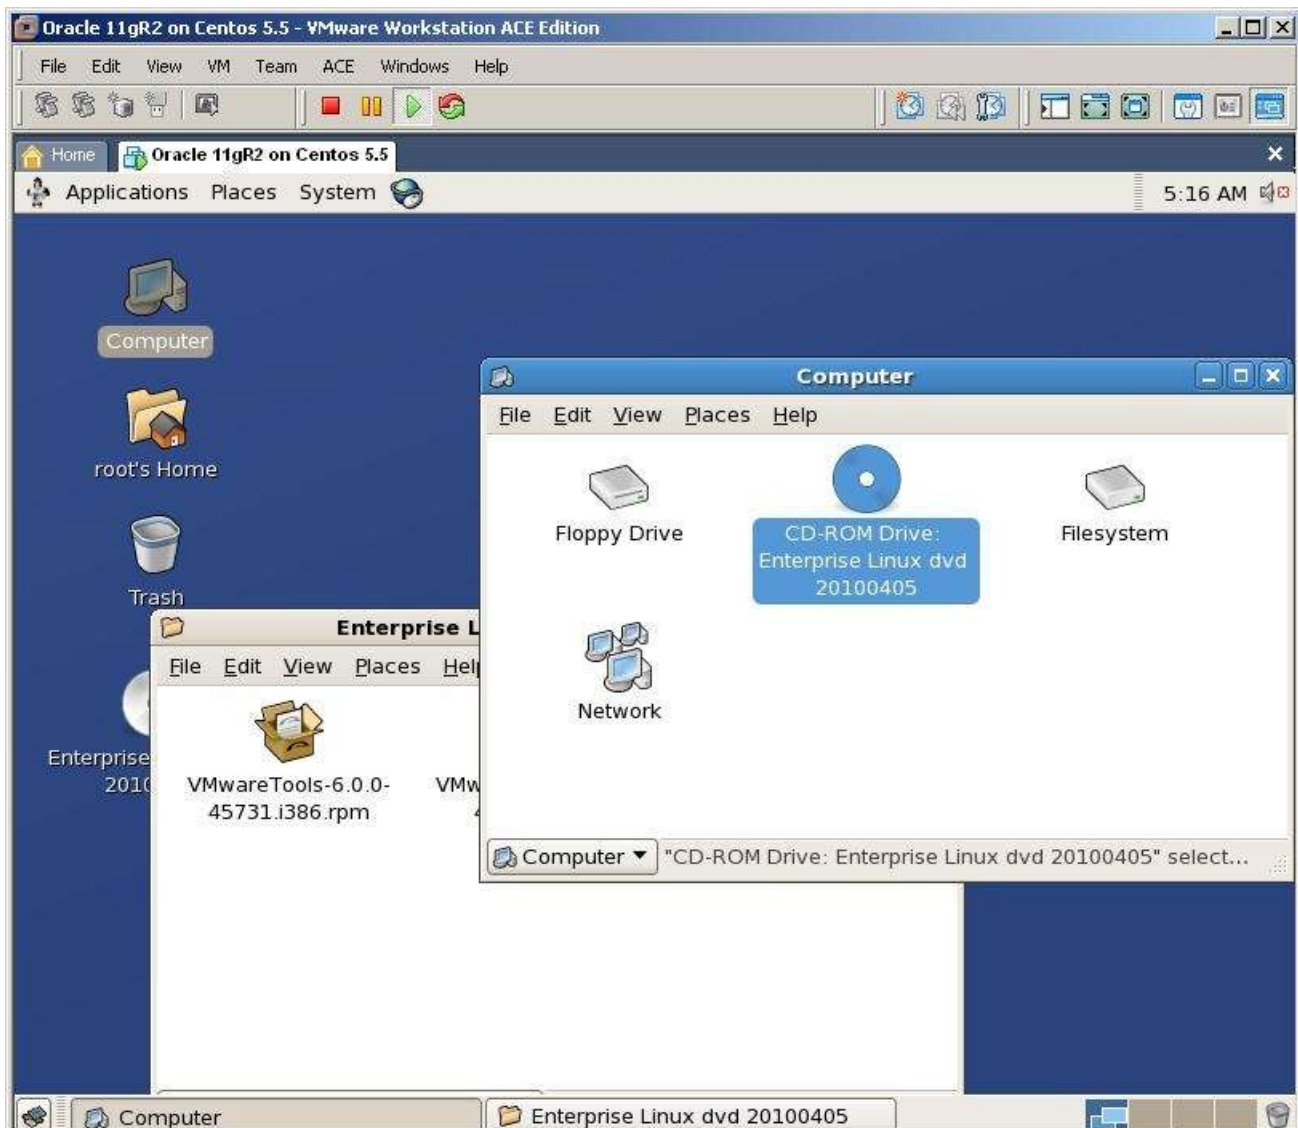 Oracle 11gR2 on Centos 5.5 - VMware Workstation ACE Edition
File Edit View VM Team ACE Windows Help
Home Oracle 11gR2 on Centos 5.5
Applications Places System 5:16 AM
Computer
root's Home
Trash
Computer
File Edit View Places Help
Floppy Drive
CD-ROM Drive:
Enterprise Linux dvd
20100405
Filesystem
Network
Computer "CD-ROM Drive: Enterprise Linux dvd 20100405" select...
Enterprise L
File Edit View Places Hel
VMwareTools-6.0.0-
45731.i386.rpm
VMw
Enterprise
201
Computer
Enterprise Linux dvd 20100405